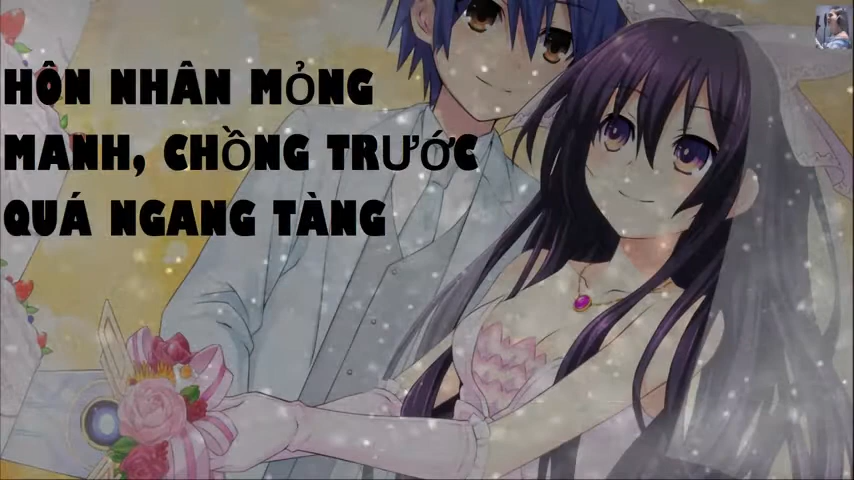 HÔN NHÂN MỎNG
MANH, CHỒNG TRƯỚC
QUÁ NGANG TÀNG